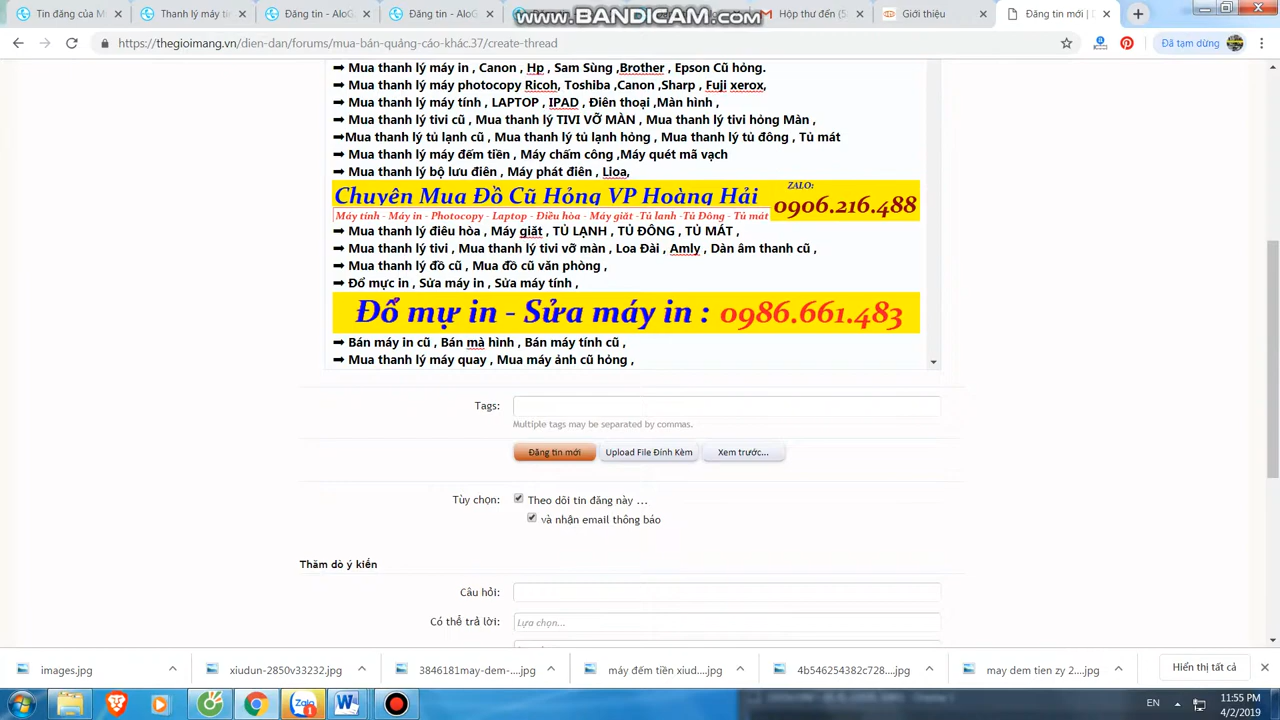 Tin đăng của M
Thanh lý máy tí
Đăng tin - AloG
Đăng tin - AloG
WWW.BANDICAM.COM
Hộp thư
Giới thiệu
Đăng tin mới |
https://thegioimang.vn/dien-dan/forums/mua-bán-quảng-cáo-khác.37/create-thread
Đã tạm dừng
➡ Mua thanh lý máy in , Canon , Hp , Sam Sùng ,Brother , Epson Cũ hỏng.
➡ Mua thanh lý máy photocopy Ricoh, Toshiba ,Canon ,Sharp , Fuji xerox,
➡ Mua thanh lý máy tính , LAPTOP , IPAD , Điên thoại ,Màn hình ,
➡ Mua thanh lý tivi cũ , Mua thanh lý TIVI VỠ MÀN , Mua thanh lý tivi hỏng Màn ,
➡Mua thanh lý tủ lạnh cũ , Mua thanh lý tủ lạnh hỏng , Mua thanh lý tủ đông , Tủ mát
➡ Mua thanh lý máy đếm tiền , Máy chấm công ,Máy quét mã vạch
➡ Mua thanh lý bộ lưu điên , Máy phát điên , Lioa,
Chuyên Mua Đồ Cũ Hỏng VP Hoàng Hải
ZALO:
0906.216.488
Máy tính - Máy in - Photocopy - Laptop - Điều hòa - Máy giặt -Tủ lanh -Tủ Đông - Tủ mát
➡ Mua thanh lý điêu hòa , Máy giặt , TỦ LẠNH , TỦ ĐÔNG , TỦ MÁT ,
➡ Mua thanh lý tivi , Mua thanh lý tivi vỡ màn , Loa Đài , Amly , Dàn âm thanh cũ ,
➡ Mua thanh lý đồ cũ , Mua đồ cũ văn phòng ,
➡ Đổ mực in , Sửa máy in , Sửa máy tính ,
Đổ mự in - Sửa máy in : 0986.661.483
➡ Bán máy in cũ , Bán mà hình , Bán máy tính cũ ,
➡ Mua thanh lý máy quay , Mua máy ảnh cũ hỏng ,
Tags:
Multiple tags may be separated by commas.
Đăng tin mới
Upload File Đính Kèm
Xem trước...
Tùy chọn:
Theo dõi tin đăng này ...
và nhận email thông báo
Thăm dò ý kiến
Câu hỏi:
Có thể trả lời:
Lựa chọn...
images.jpg
xiudun-2850v33232.jpg
3846181may-dem-....jpg
máy đếm tiền xiud....jpg
4b546254382c728....jpg
may dem tien zy 2....jpg
Hiển thị tất cả
Zalo
1
EN
11:55 PM
4/2/2019